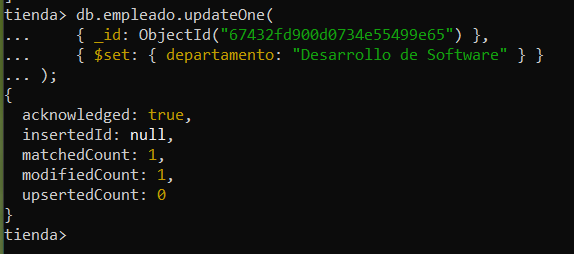 tienda> db.empleado.updateOne(
...     { _id: ObjectId("67432fd900d0734e55499e65") },
...     { $set: { departamento: "Desarrollo de Software" } }
... );
{
  acknowledged: true,
  insertedId: null,
  matchedCount: 1,
  modifiedCount: 1,
  upsertedCount: 0
}
tienda>